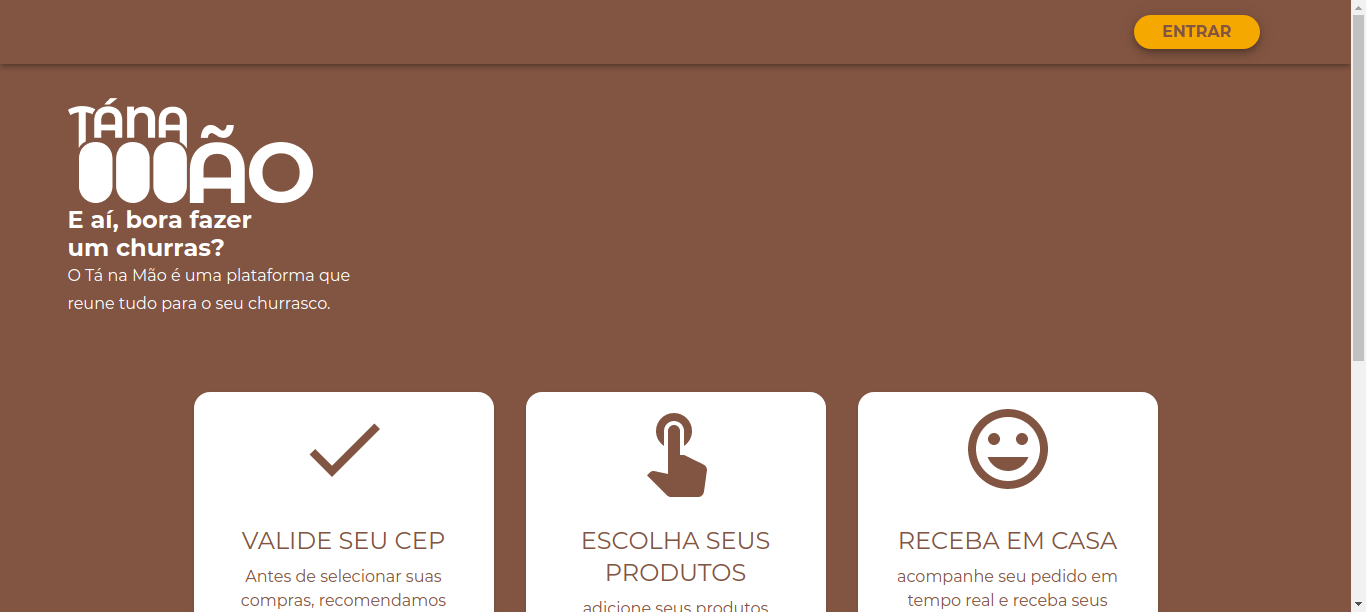 ENTRAR
TÁ NA
MÃO
E aí, bora fazer
um churras?
O Tá na Mão é uma plataforma que
reune tudo para o seu churrasco.
VALIDE SEU CEP
Antes de selecionar suas
compras, recomendamos
ESCOLHA SEUS
PRODUTOS
adicione seus produtos
RECEBA EM CASA
acompanhe seu pedido em
tempo real e receba seus